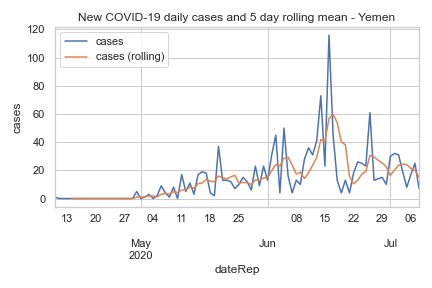 New COVID-19 daily cases and 5 day rolling mean - Yemen
120
100
80
60
40
20
0
cases
cases
cases (rolling)
13 20 27 04 11 18 25 08 15 22 29 06
May Jun Jul
2020
dateRep